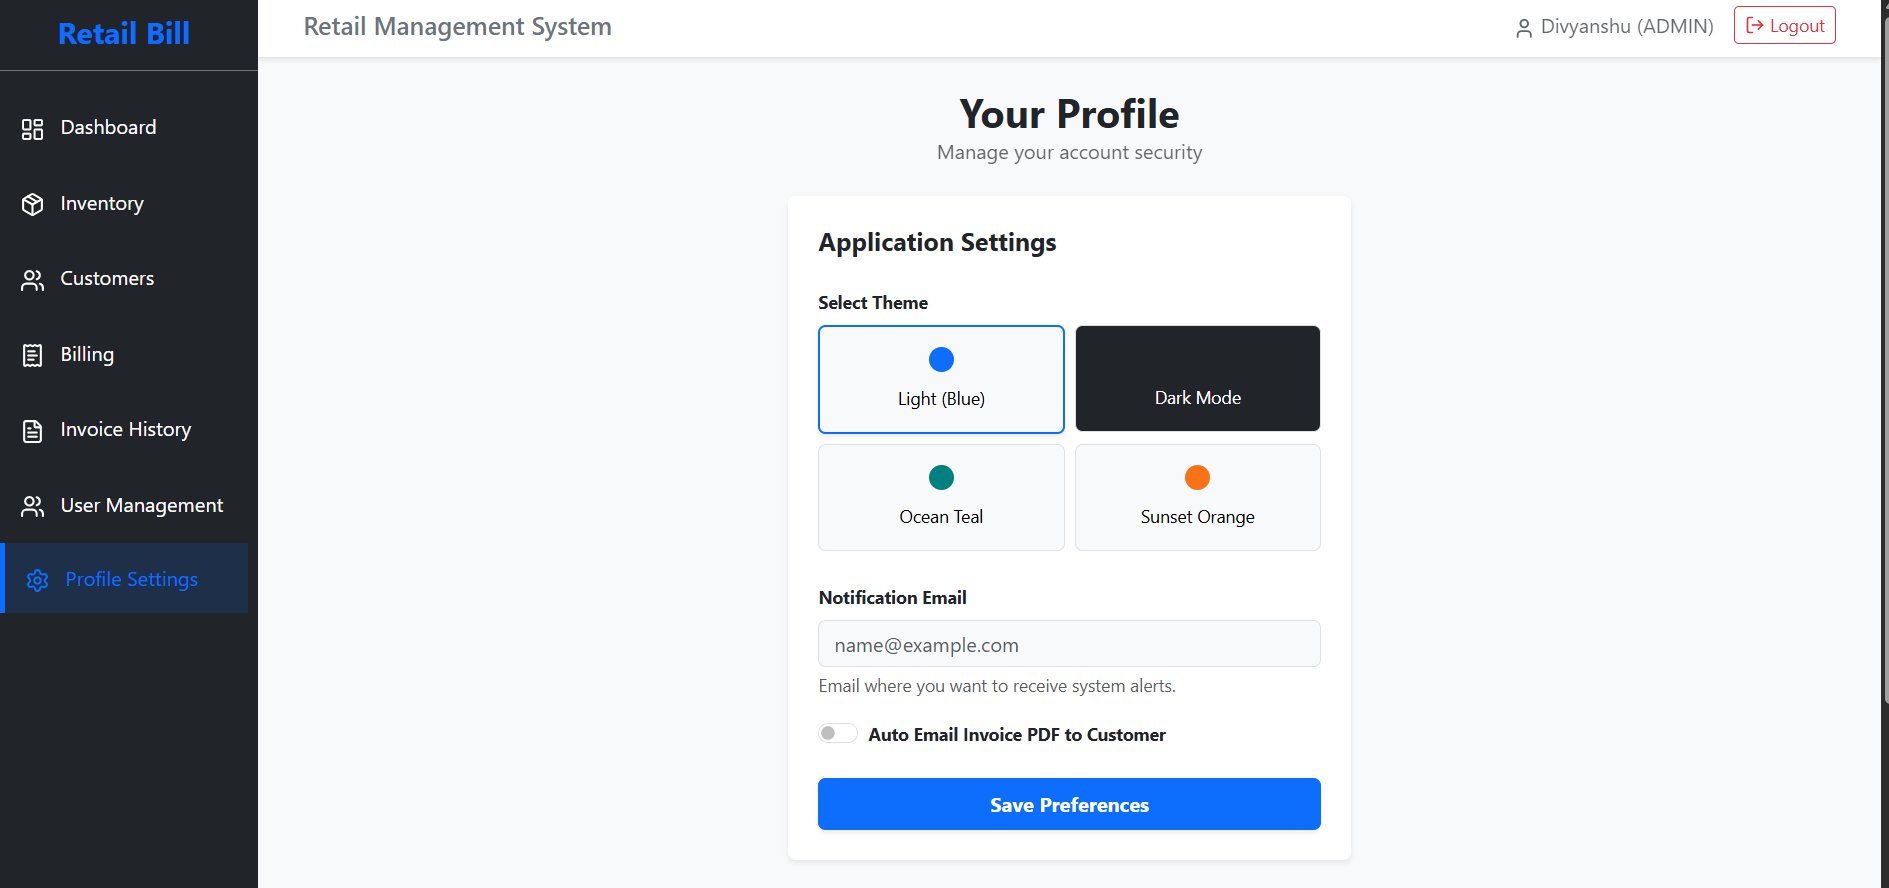 Retail Bill
Dashboard
Inventory
Customers
Billing
Invoice History
User Management
Profile Settings
Retail Management System
Divyanshu (ADMIN)
Logout
Your Profile
Manage your account security
Application Settings
Select Theme
Light (Blue)
Dark Mode
Ocean Teal
Sunset Orange
Notification Email
name@example.com
Email where you want to receive system alerts.
Auto Email Invoice PDF to Customer
Save Preferences